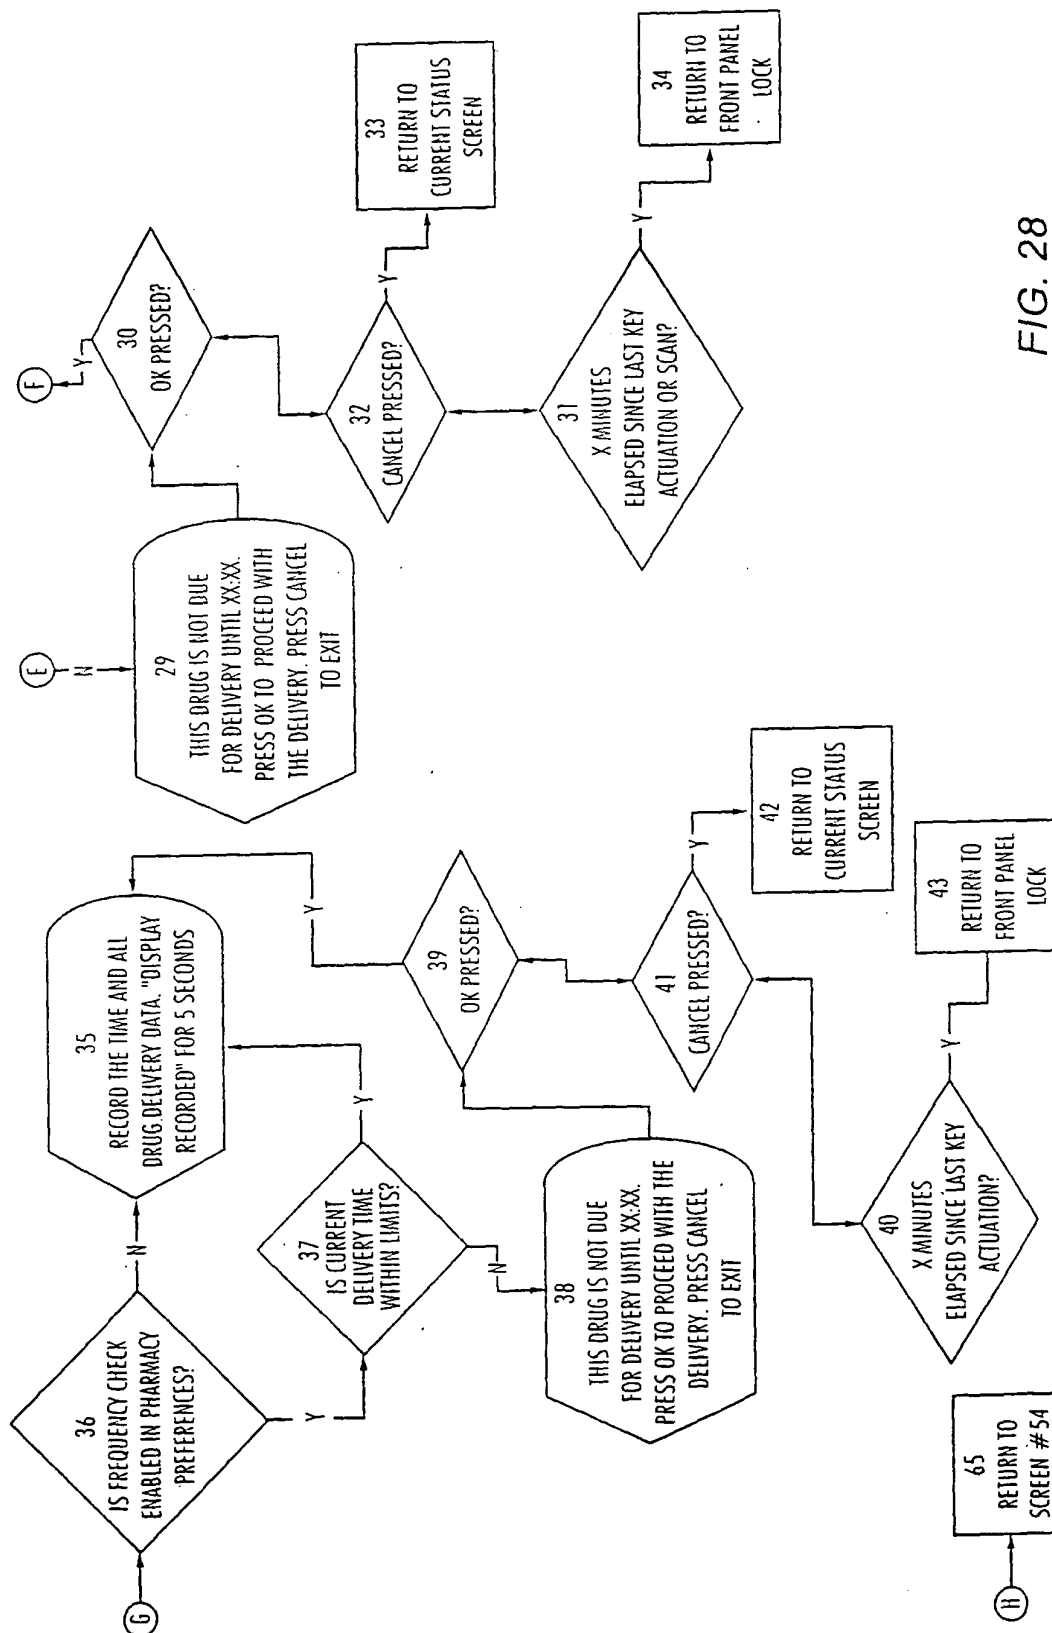 G
36
IS FREQUENCY CHECK
ENABLED IN PHARMACY
PREFERENCES?
N
Y
35
RECORD THE TIME AND ALL
DRUG DELIVERY DATA. "DISPLAY
RECORDED" FOR 5 SECONDS
37
IS CURRENT
DELIVERY TIME
WITHIN LIMITS?
Y
N
38
THIS DRUG IS NOT DUE
FOR DELIVERY UNTIL XX:XX.
PRESS OK TO PROCEED WITH THE
DELIVERY. PRESS CANCEL
TO EXIT
39
OK PRESSED?
Y
41
CANCEL PRESSED?
Y
42
RETURN TO
CURRENT STATUS
SCREEN
40
X MINUTES
ELAPSED SINCE LAST KEY
ACTUATION?
Y
43
RETURN TO
FRONT PANEL
LOCK
H
65
RETURN TO
SCREEN #54
E
N
29
THIS DRUG IS NOT DUE
FOR DELIVERY UNTIL XX:XX.
PRESS OK TO PROCEED WITH
THE DELIVERY. PRESS CANCEL
TO EXIT
F
Y
30
OK PRESSED?
32
CANCEL PRESSED?
Y
33
RETURN TO
CURRENT STATUS
SCREEN
31
X MINUTES
ELAPSED SINCE LAST KEY
ACTUATION OR SCAN?
Y
34
RETURN TO
FRONT PANEL
LOCK
FIG. 28